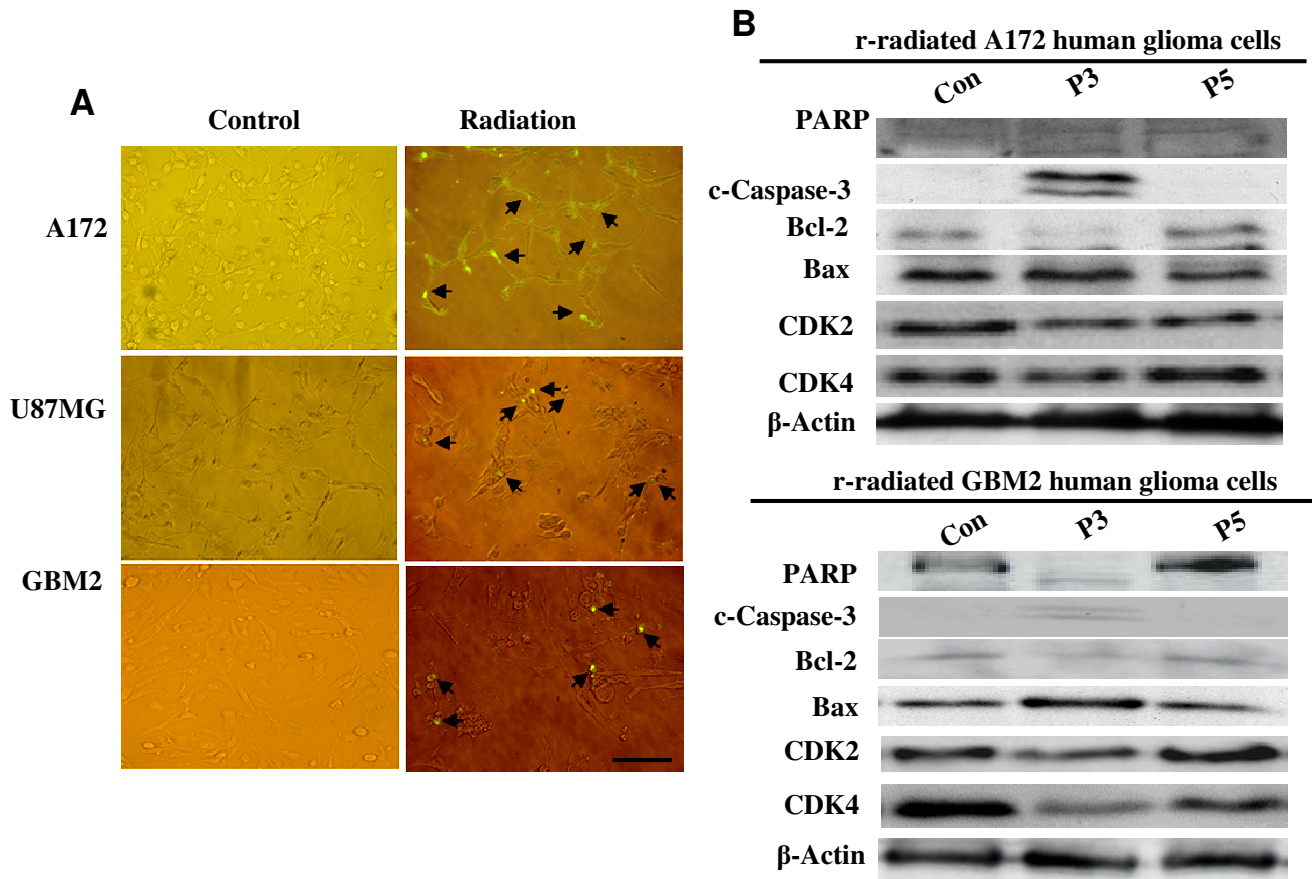 A
Control Radiation
A172
U87MG
GBM2
B
r-radiated A172 human glioma cells
Con P3 P5
PARP
c-Caspase-3
Bcl-2
Bax
CDK2
CDK4
β-Actin
r-radiated GBM2 human glioma cells
Con P3 P5
PARP
c-Caspase-3
Bcl-2
Bax
CDK2
CDK4
β-Actin